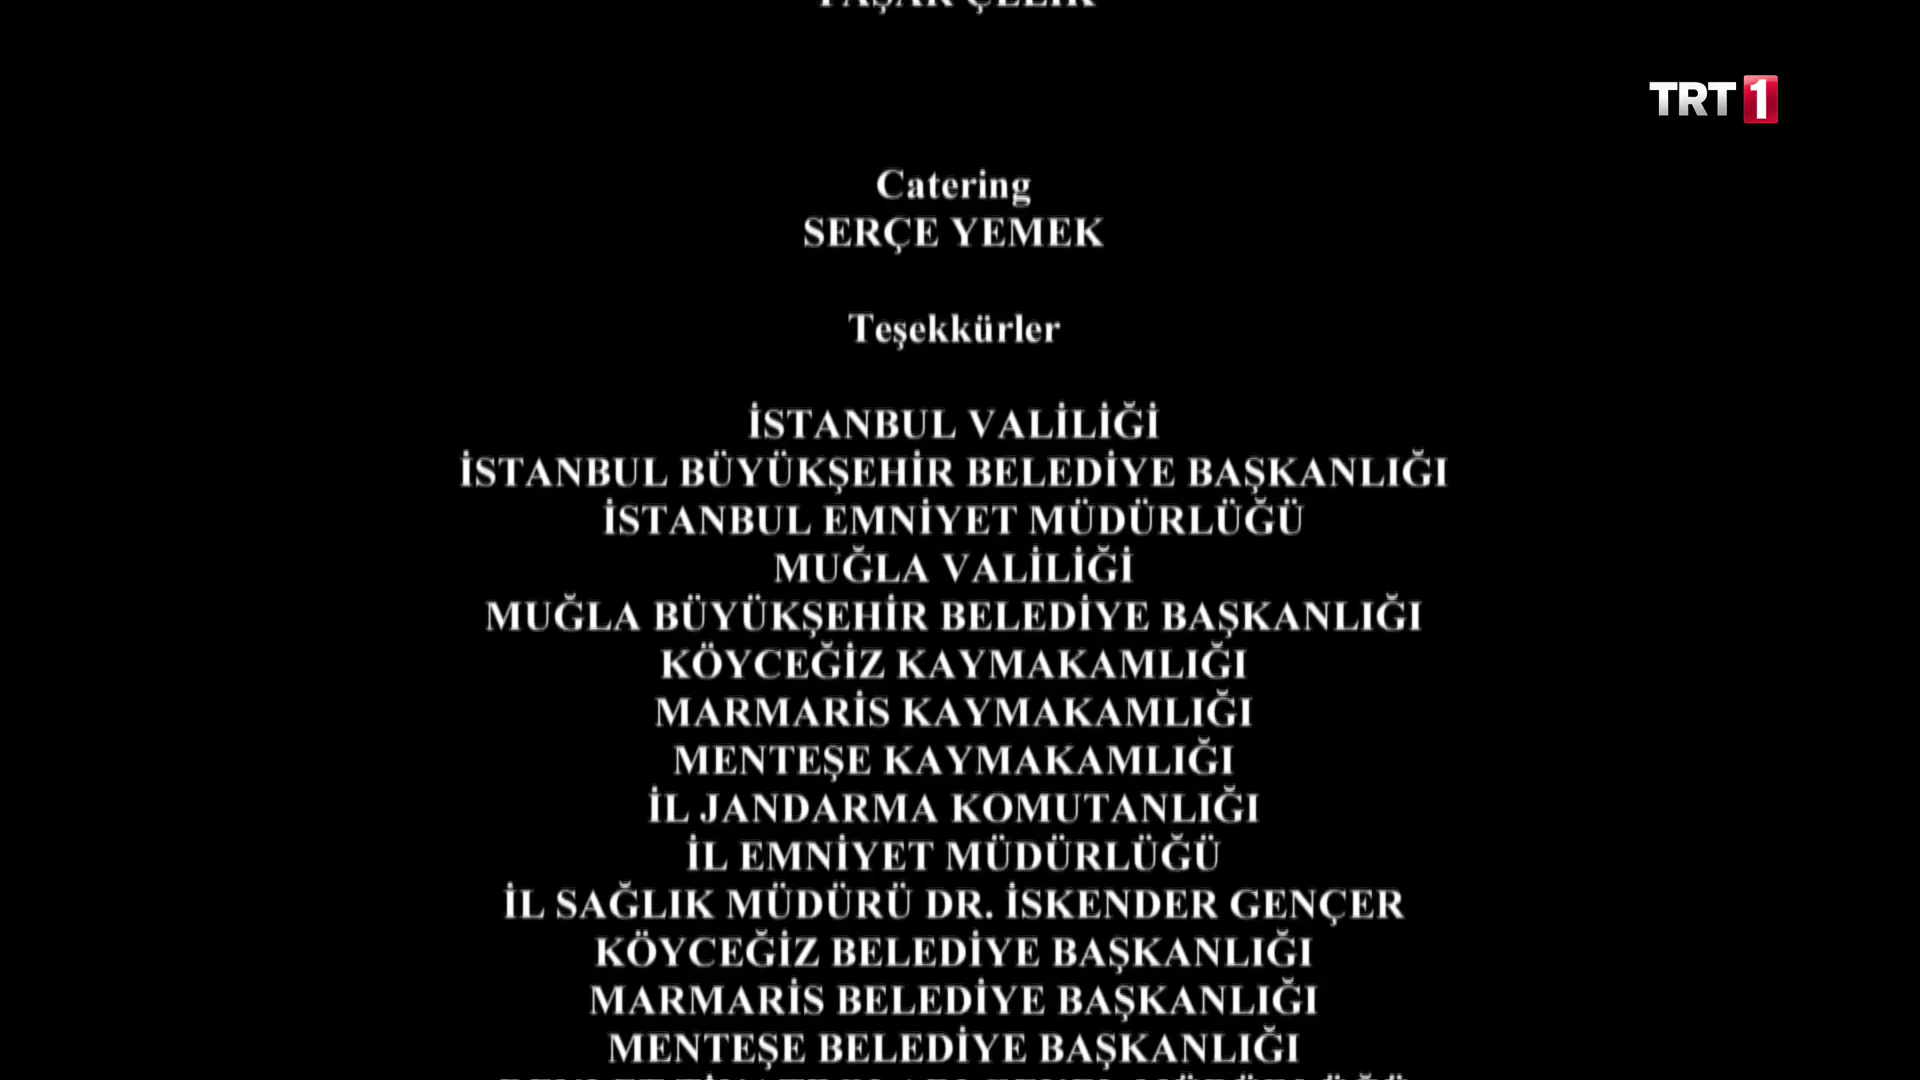 YAŞAR ÇELİK
TRT 1
Catering
SERÇE YEMEK
Teşekkürler
İSTANBUL VALİLİĞİ
İSTANBUL BÜYÜKŞEHİR BELEDİYE BAŞKANLIĞI
İSTANBUL EMNİYET MÜDÜRLÜĞÜ
MUĞLA VALİLİĞİ
MUĞLA BÜYÜKŞEHİR BELEDİYE BAŞKANLIĞI
KÖYCEĞİZ KAYMAKAMLIĞI
MARMARİS KAYMAKAMLIĞI
MENTEŞE KAYMAKAMLIĞI
İL JANDARMA KOMUTANLIĞI
İL EMNİYET MÜDÜRLÜĞÜ
İL SAĞLIK MÜDÜRÜ DR. İSKENDER GENÇER
KÖYCEĞİZ BELEDİYE BAŞKANLIĞI
MARMARİS BELEDİYE BAŞKANLIĞI
MENTEŞE BELEDİYE BAŞKANLIĞI